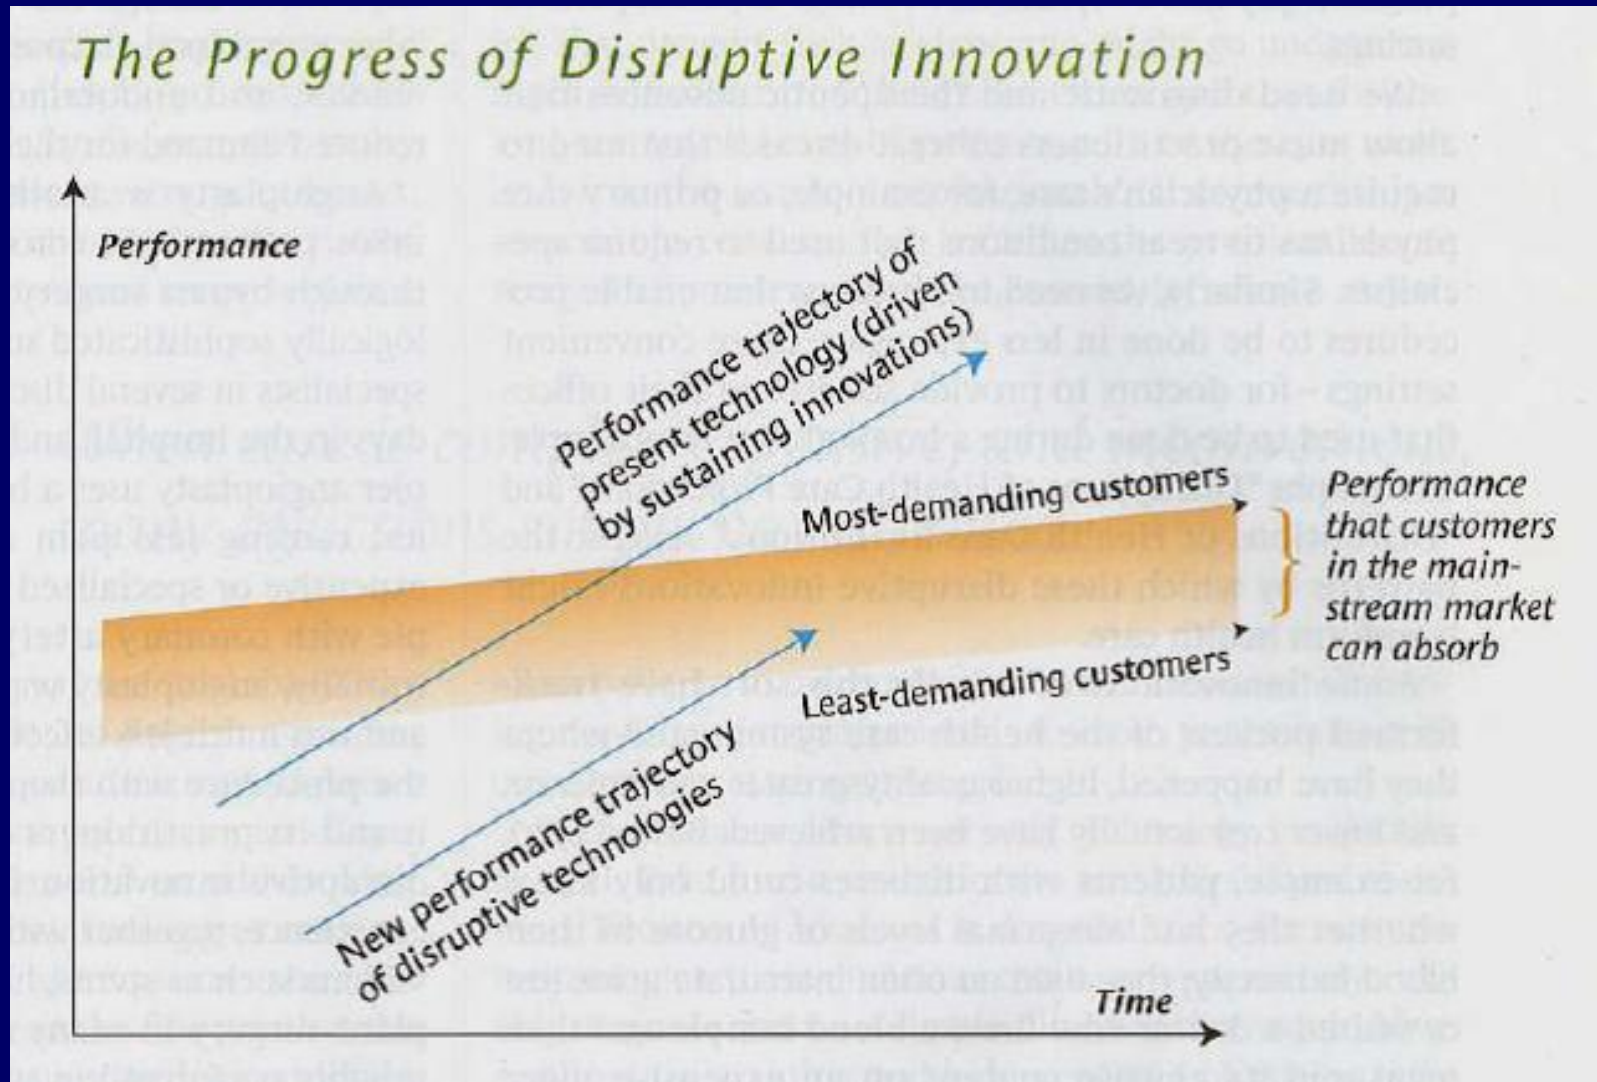 The Progress of Disruptive Innovation
Performance
Performance trajectory of
present technology (driven
by sustaining innovations)
Most-demanding customers
Performance
that customers
in the main-
stream market
can absorb
Least-demanding customers
New performance trajectory
of disruptive technologies
Time